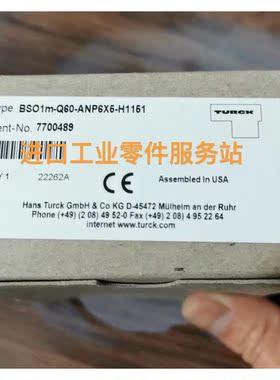 ype BSO1m-Q60-ANP6X6-H1151
TURCK
ent-No. 7700489
进口工业零件服务站
Y 1 22262A
CE Assembled In USA
Hans Turck GmbH & Co KG D-45472 Mülheim an der Ruhr
Phone (+49) (2 08) 49 52-0 Fax (+49) 2 08) 4 95 22 64
internet www.turck.com